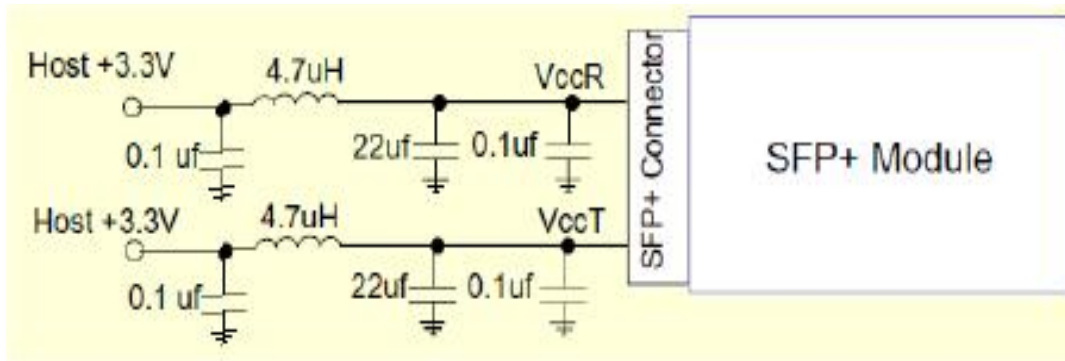 Host +3.3V
4.7uH
VccR
0.1 uf
22uf
0.1uf
Host +3.3V
4.7uH
VccT
0.1 uf
22uf
0.1uf
SFP+ Connector
SFP+ Module